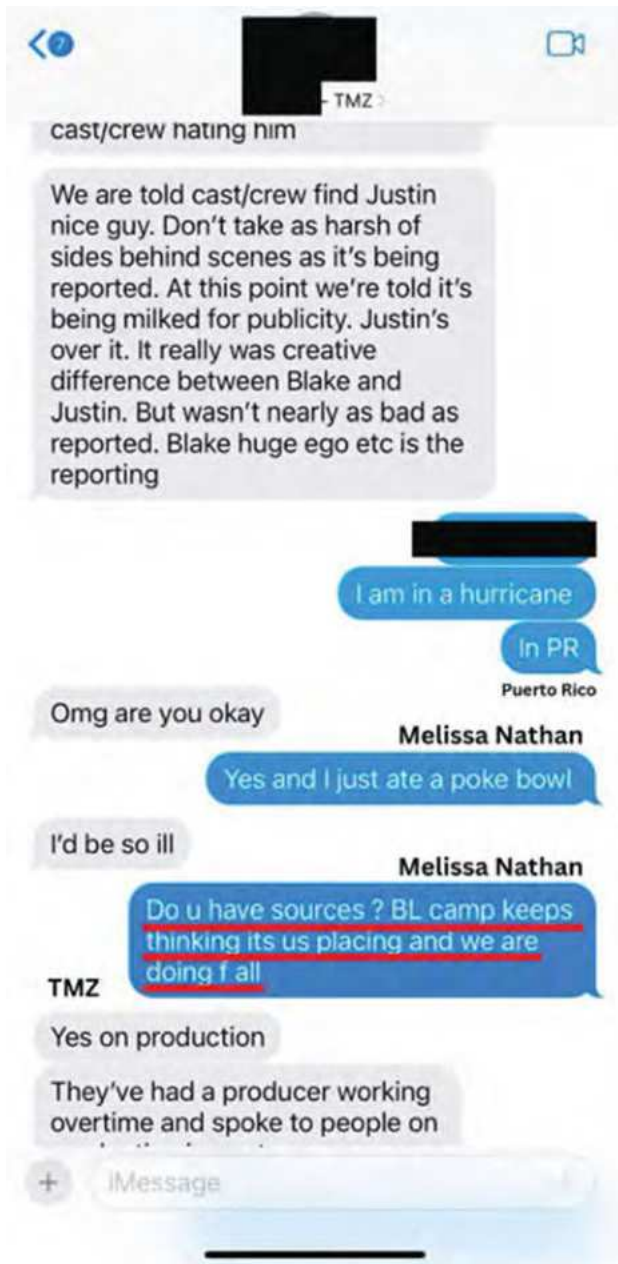 7
- TMZ >
cast/crew hating him
We are told cast/crew find Justin
nice guy. Don't take as harsh of
sides behind scenes as it's being
reported. At this point we're told it's
being milked for publicity. Justin's
over it. It really was creative
difference between Blake and
Justin. But wasn't nearly as bad as
reported. Blake huge ego etc is the
reporting
I am in a hurricane
In PR
Puerto Rico
Omg are you okay
Melissa Nathan
Yes and I just ate a poke bowl
I'd be so ill
Melissa Nathan
Do u have sources ? BL camp keeps
thinking its us placing and we are
doing f all
TMZ
Yes on production
They've had a producer working
overtime and spoke to people on
iMessage